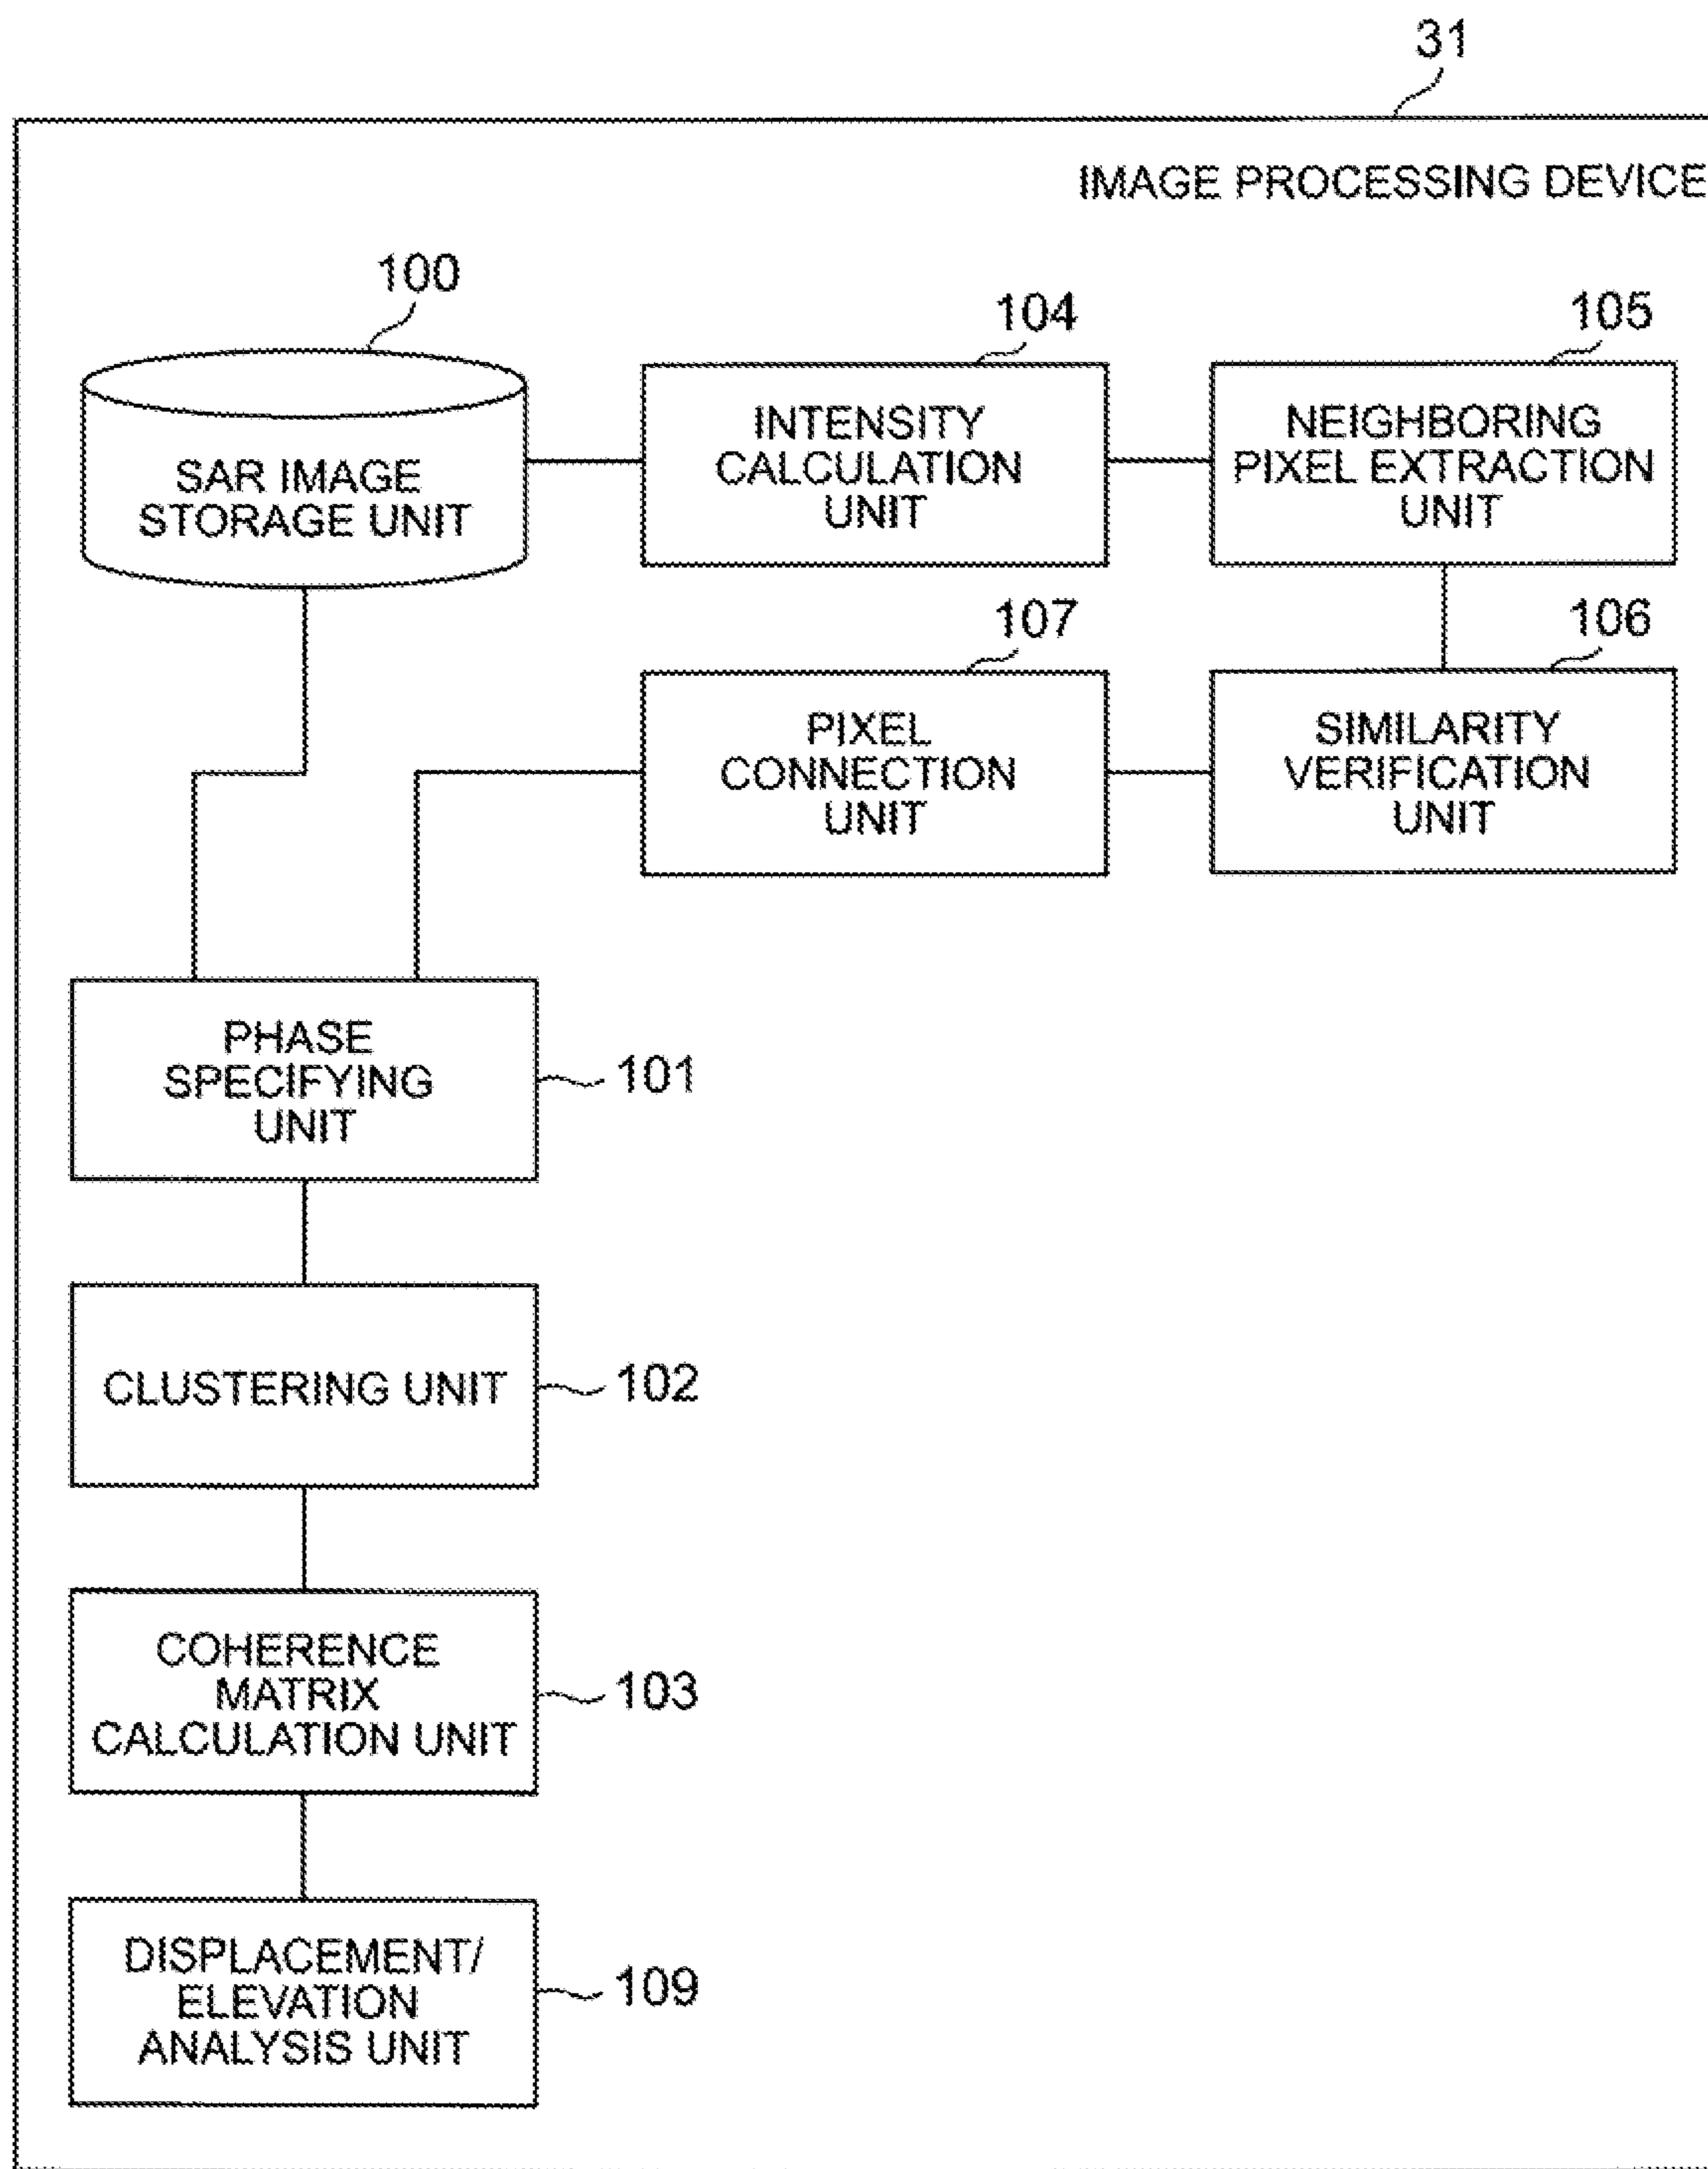 31
IMAGE PROCESSING DEVICE
100
104
105
SAR IMAGE
STORAGE UNIT
INTENSITY
CALCULATION
UNIT
NEIGHBORING
PIXEL EXTRACTION
UNIT
107
106
PIXEL
CONNECTION
UNIT
SIMILARITY
VERIFICATION
UNIT
PHASE
SPECIFYING
UNIT
101
CLUSTERING UNIT
102
COHERENCE
MATRIX
CALCULATION UNIT
103
DISPLACEMENT/
ELEVATION
ANALYSIS UNIT
109